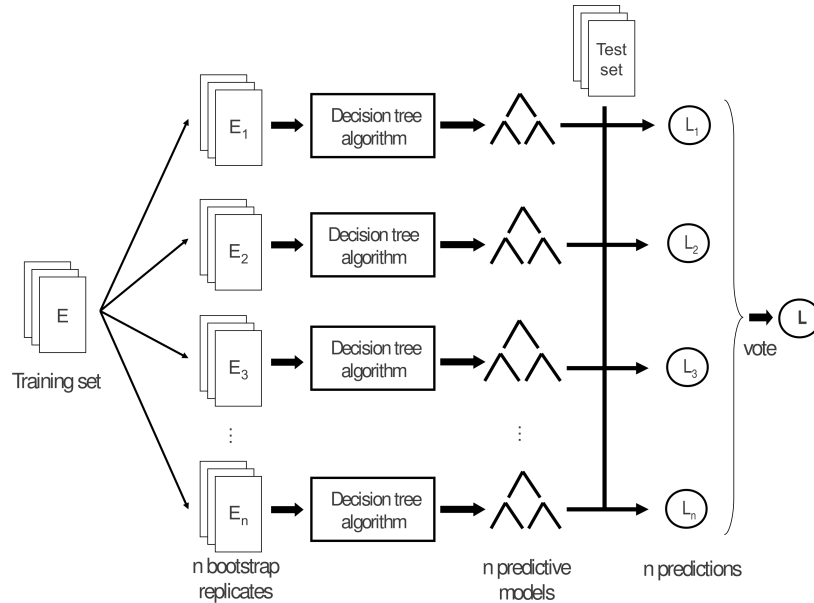 Test
set
E₁
Decision tree
algorithm
L₁
E₂
Decision tree
algorithm
L₂
E
Training set
E₃
Decision tree
algorithm
L₃
vote
L
⋮
⋮
Eₙ
Decision tree
algorithm
Lₙ
n bootstrap
replicates
n predictive
models
n predictions